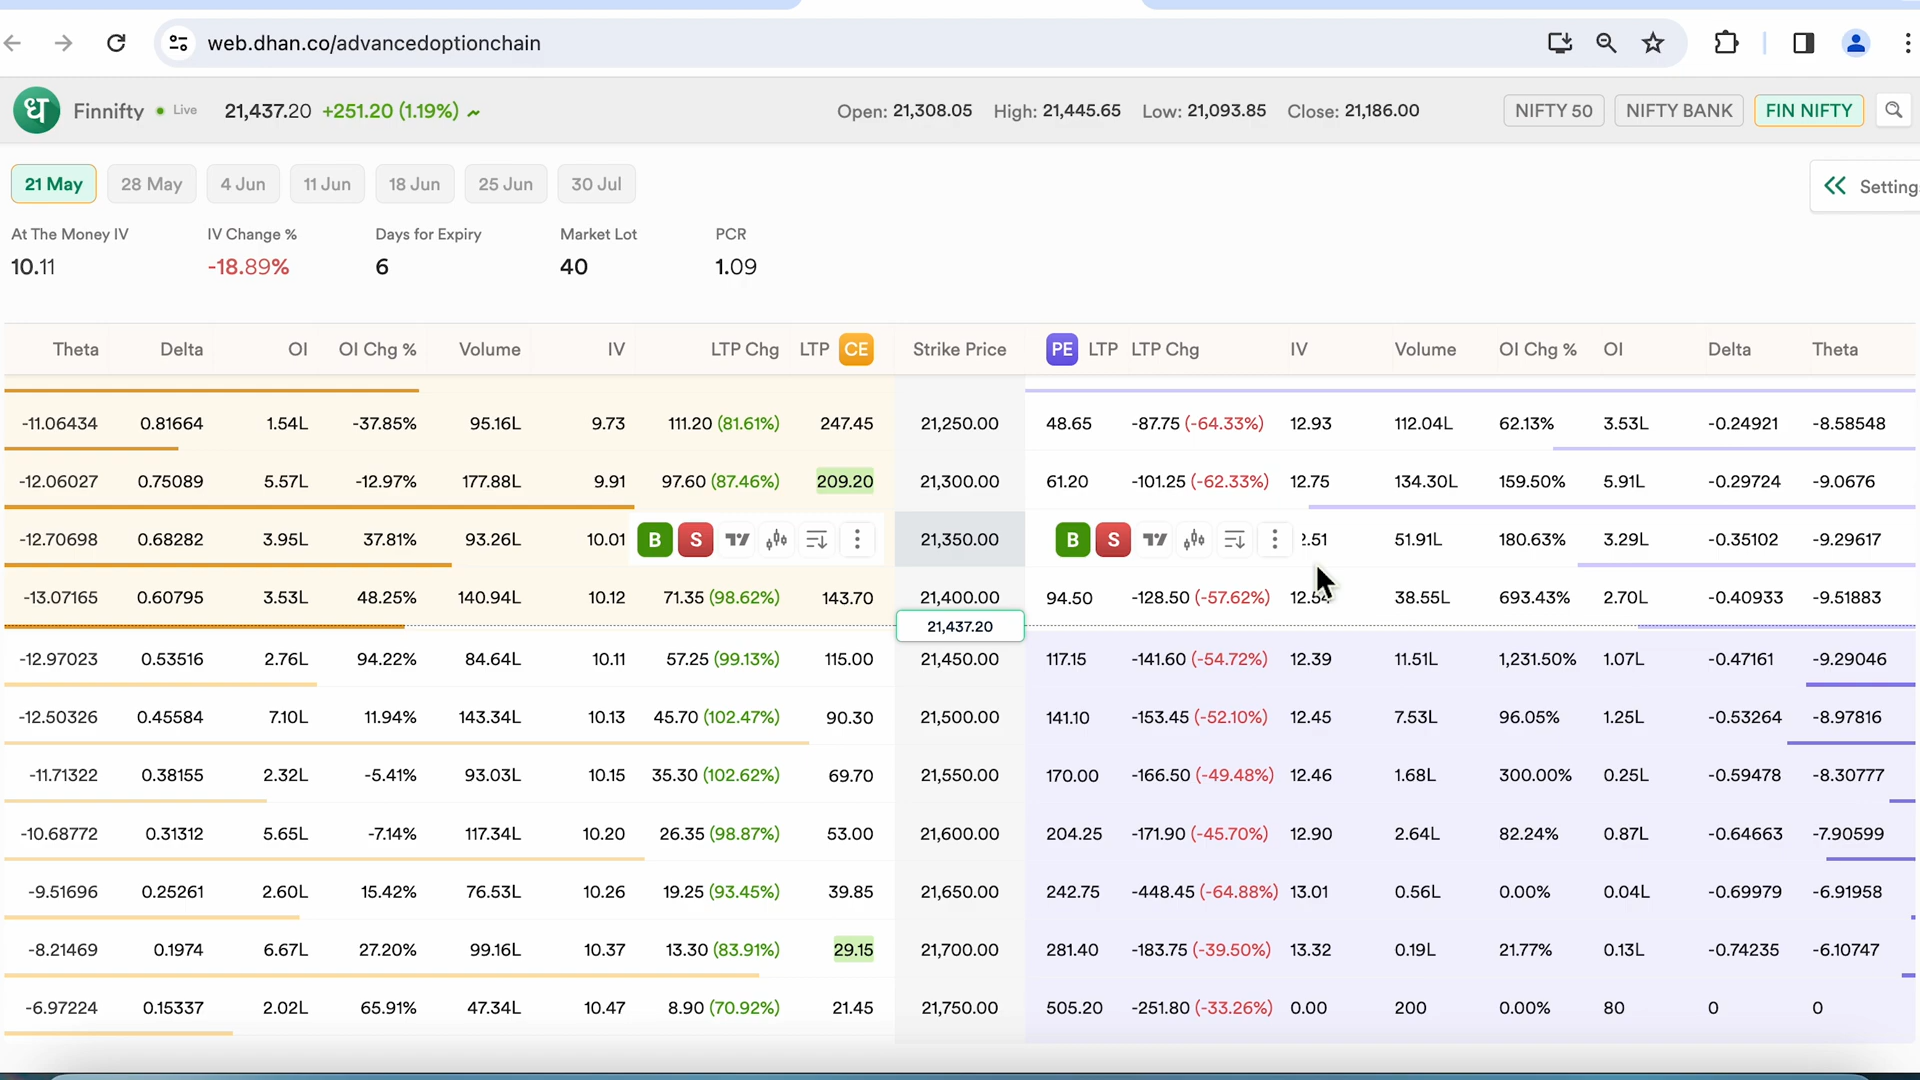 web.dhan.co/advancedoptionchain
ध Finnifty Live 21,437.20 +251.20 (1.19%) Open: 21,308.05 High: 21,445.65 Low: 21,093.85 Close: 21,186.00 NIFTY 50 NIFTY BANK FIN NIFTY
21 May 28 May 4 Jun 11 Jun 18 Jun 25 Jun 30 Jul Setting
At The Money IV IV Change % Days for Expiry Market Lot PCR
10.11 -18.89% 6 40 1.09
Theta Delta OI OI Chg % Volume IV LTP Chg LTP CE Strike Price PE LTP LTP Chg IV Volume OI Chg % OI Delta Theta
-11.06434 0.81664 1.54L -37.85% 95.16L 9.73 111.20 (81.61%) 247.45 21,250.00 48.65 -87.75 (-64.33%) 12.93 112.04L 62.13% 3.53L -0.24921 -8.58548
-12.06027 0.75089 5.57L -12.97% 177.88L 9.91 97.60 (87.46%) 209.20 21,300.00 61.20 -101.25 (-62.33%) 12.75 134.30L 159.50% 5.91L -0.29724 -9.0676
-12.70698 0.68282 3.95L 37.81% 93.26L 10.01 B S 21,350.00 B S 2.51 51.91L 180.63% 3.29L -0.35102 -9.29617
-13.07165 0.60795 3.53L 48.25% 140.94L 10.12 71.35 (98.62%) 143.70 21,400.00 94.50 -128.50 (-57.62%) 38.55L 693.43% 2.70L -0.40933 -9.51883
21,437.20
-12.97023 0.53516 2.76L 94.22% 84.64L 10.11 57.25 (99.13%) 115.00 21,450.00 117.15 -141.60 (-54.72%) 12.39 11.51L 1,231.50% 1.07L -0.47161 -9.29046
-12.50326 0.45584 7.10L 11.94% 143.34L 10.13 45.70 (102.47%) 90.30 21,500.00 141.10 -153.45 (-52.10%) 12.45 7.53L 96.05% 1.25L -0.53264 -8.97816
-11.71322 0.38155 2.32L -5.41% 93.03L 10.15 35.30 (102.62%) 69.70 21,550.00 170.00 -166.50 (-49.48%) 12.46 1.68L 300.00% 0.25L -0.59478 -8.30777
-10.68772 0.31312 5.65L -7.14% 117.34L 10.20 26.35 (98.87%) 53.00 21,600.00 204.25 -171.90 (-45.70%) 12.90 2.64L 82.24% 0.87L -0.64663 -7.90599
-9.51696 0.25261 2.60L 15.42% 76.53L 10.26 19.25 (93.45%) 39.85 21,650.00 242.75 -448.45 (-64.88%) 13.01 0.56L 0.00% 0.04L -0.69979 -6.91958
-8.21469 0.1974 6.67L 27.20% 99.16L 10.37 13.30 (83.91%) 29.15 21,700.00 281.40 -183.75 (-39.50%) 13.32 0.19L 21.77% 0.13L -0.74235 -6.10747
-6.97224 0.15337 2.02L 65.91% 47.34L 10.47 8.90 (70.92%) 21.45 21,750.00 505.20 -251.80 (-33.26%) 0.00 200 0.00% 80 0 0